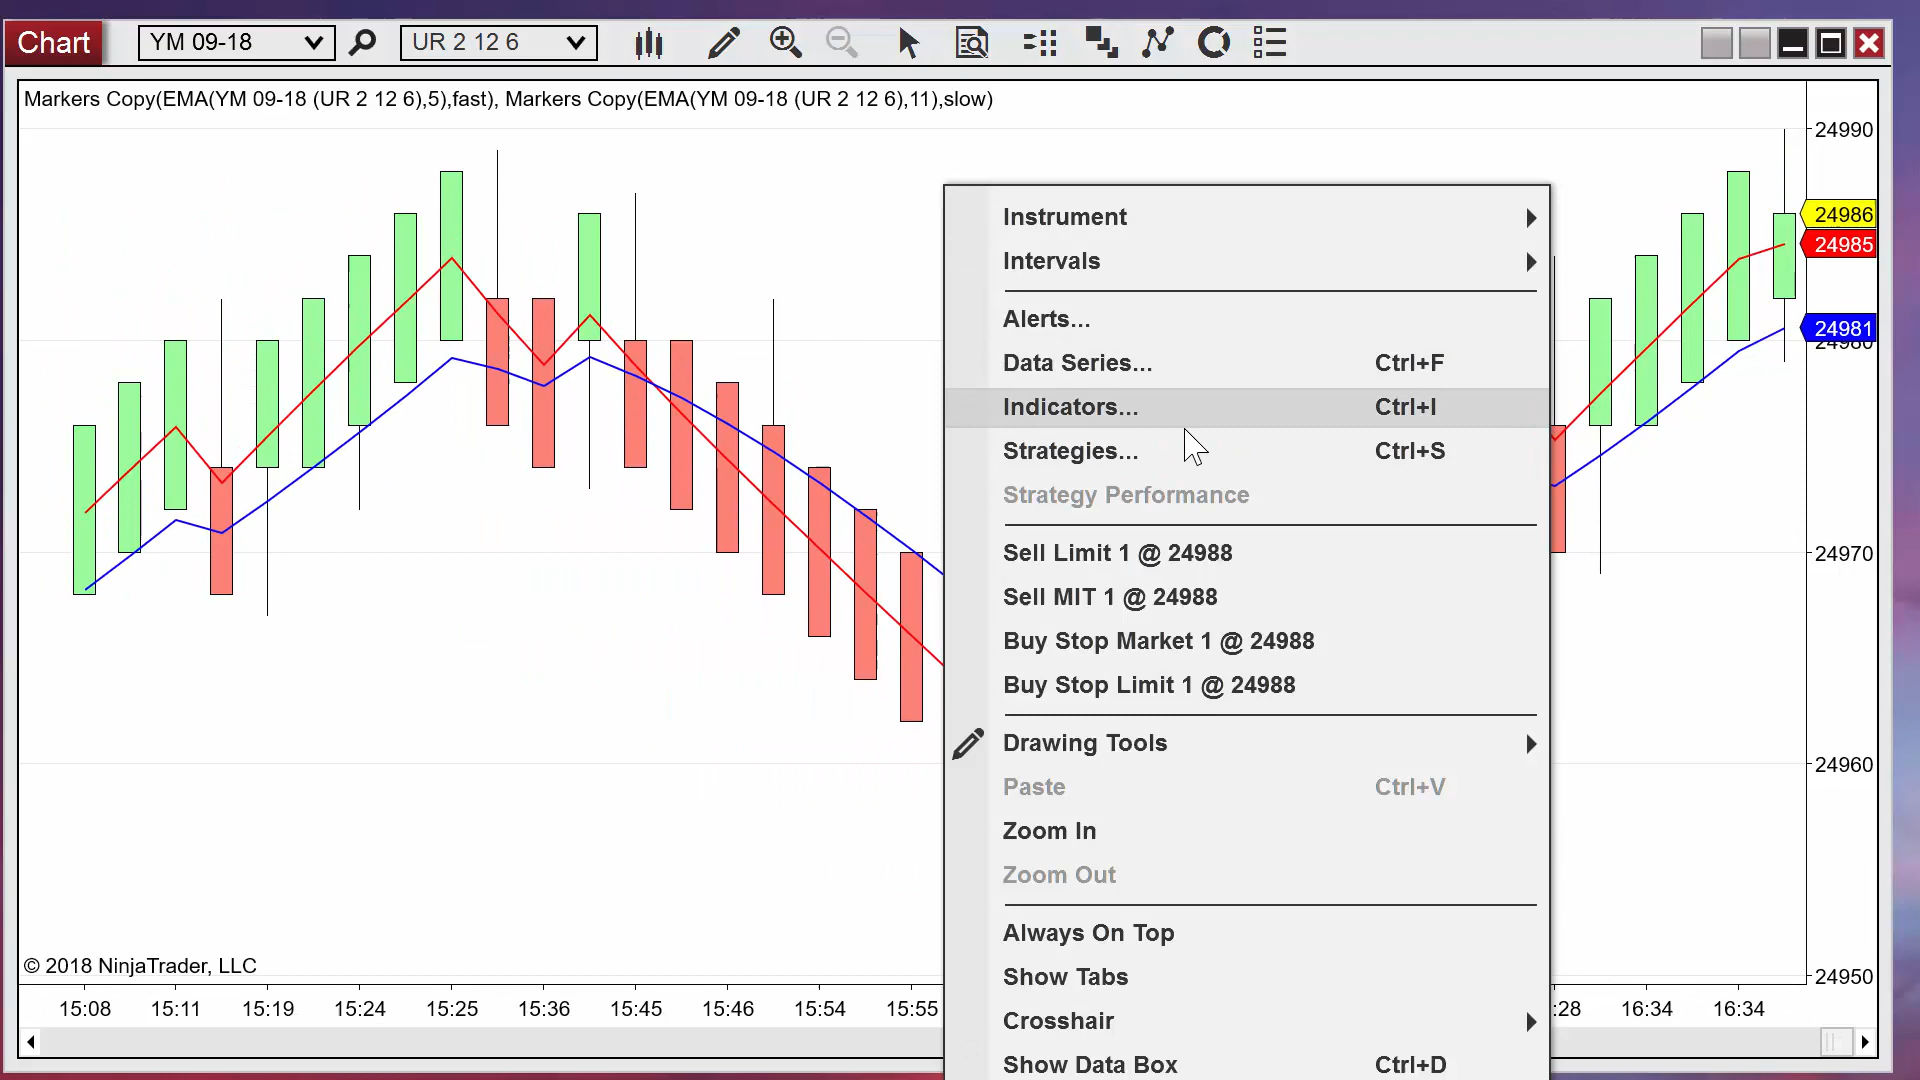 Chart
YM 09-18
UR 2 12 6
Markers Copy(EMA(YM 09-18 (UR 2 12 6),5),fast), Markers Copy(EMA(YM 09-18 (UR 2 12 6),11),slow)
24990
24986
24985
24981
24980
24970
24960
24950
Instrument
Intervals
Alerts...
Data Series... Ctrl+F
Indicators... Ctrl+I
Strategies... Ctrl+S
Strategy Performance
Sell Limit 1 @ 24988
Sell MIT 1 @ 24988
Buy Stop Market 1 @ 24988
Buy Stop Limit 1 @ 24988
Drawing Tools
Paste Ctrl+V
Zoom In
Zoom Out
Always On Top
Show Tabs
Crosshair
Show Data Box Ctrl+D
© 2018 NinjaTrader, LLC
15:08 15:11 15:19 15:24 15:25 15:36 15:45 15:46 15:54 15:55 :28 16:34 16:34